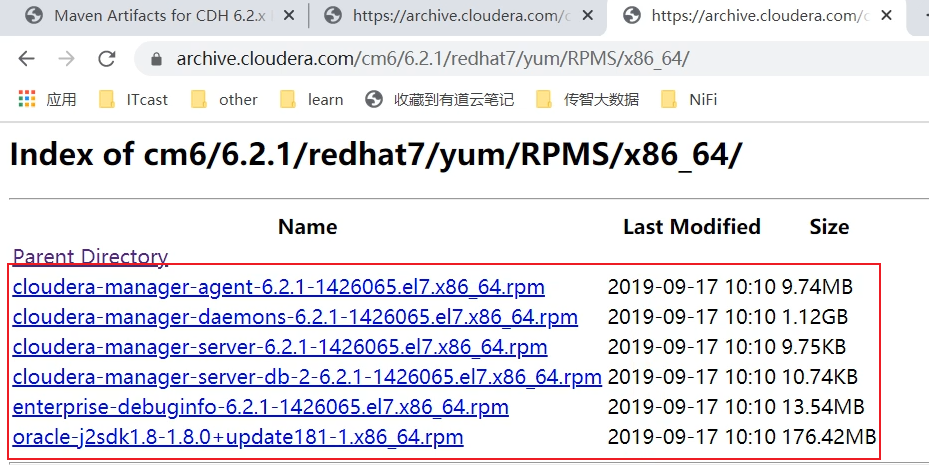 Maven Artifacts for CDH 6.2.x
https://archive.cloudera.com/c
https://archive.cloudera.com/c
archive.cloudera.com/cm6/6.2.1/redhat7/yum/RPMS/x86_64/
应用 ITcast other learn 收藏到有道云笔记 传智大数据 NiFi
Index of cm6/6.2.1/redhat7/yum/RPMS/x86_64/
Name Last Modified Size
Parent Directory
cloudera-manager-agent-6.2.1-1426065.el7.x86_64.rpm 2019-09-17 10:10 9.74MB
cloudera-manager-daemons-6.2.1-1426065.el7.x86_64.rpm 2019-09-17 10:10 1.12GB
cloudera-manager-server-6.2.1-1426065.el7.x86_64.rpm 2019-09-17 10:10 9.75KB
cloudera-manager-server-db-2-6.2.1-1426065.el7.x86_64.rpm 2019-09-17 10:10 10.74KB
enterprise-debuginfo-6.2.1-1426065.el7.x86_64.rpm 2019-09-17 10:10 13.54MB
oracle-j2sdk1.8-1.8.0+update181-1.x86_64.rpm 2019-09-17 10:10 176.42MB